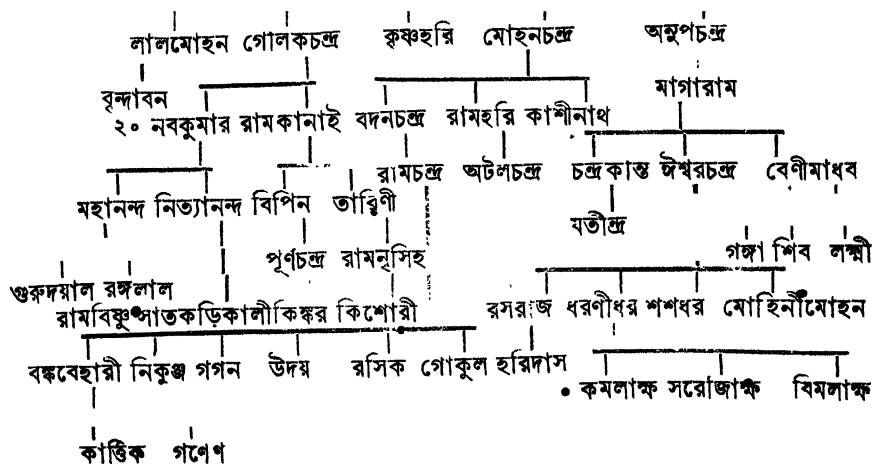 লালমোহন গোলকচন্দ্র কৃষ্ণহরি মোহনচন্দ্র অনুপচন্দ্র
বৃন্দাবন মাগারাম
২০ নবকুমার রামকানাই বদনচন্দ্র রামহরি কাশীনাথ
রামচন্দ্র অটলচন্দ্র চন্দ্রকান্ত ঈশ্বরচন্দ্র বেণীমাধব
মহানন্দ নিত্যানন্দ বিপিন তারিণী
যতীন্দ্র
পূর্ণচন্দ্র রামনৃসিহ গঙ্গা শিব লক্ষ্মী
গুরুদয়াল রঙ্গলাল
রামবিষ্ণু সাতকড়ি কালীকিঙ্কর কিশোরী রসরাজ ধরণীধর শশধর মোহিনীমোহন
বঙ্কবেহারী নিকুঞ্জ গগন উদয় রসিক গোকুল হরিদাস
কমলাক্ষ সরোজাক্ষ বিমলাক্ষ
কার্ত্তিক গণেণ